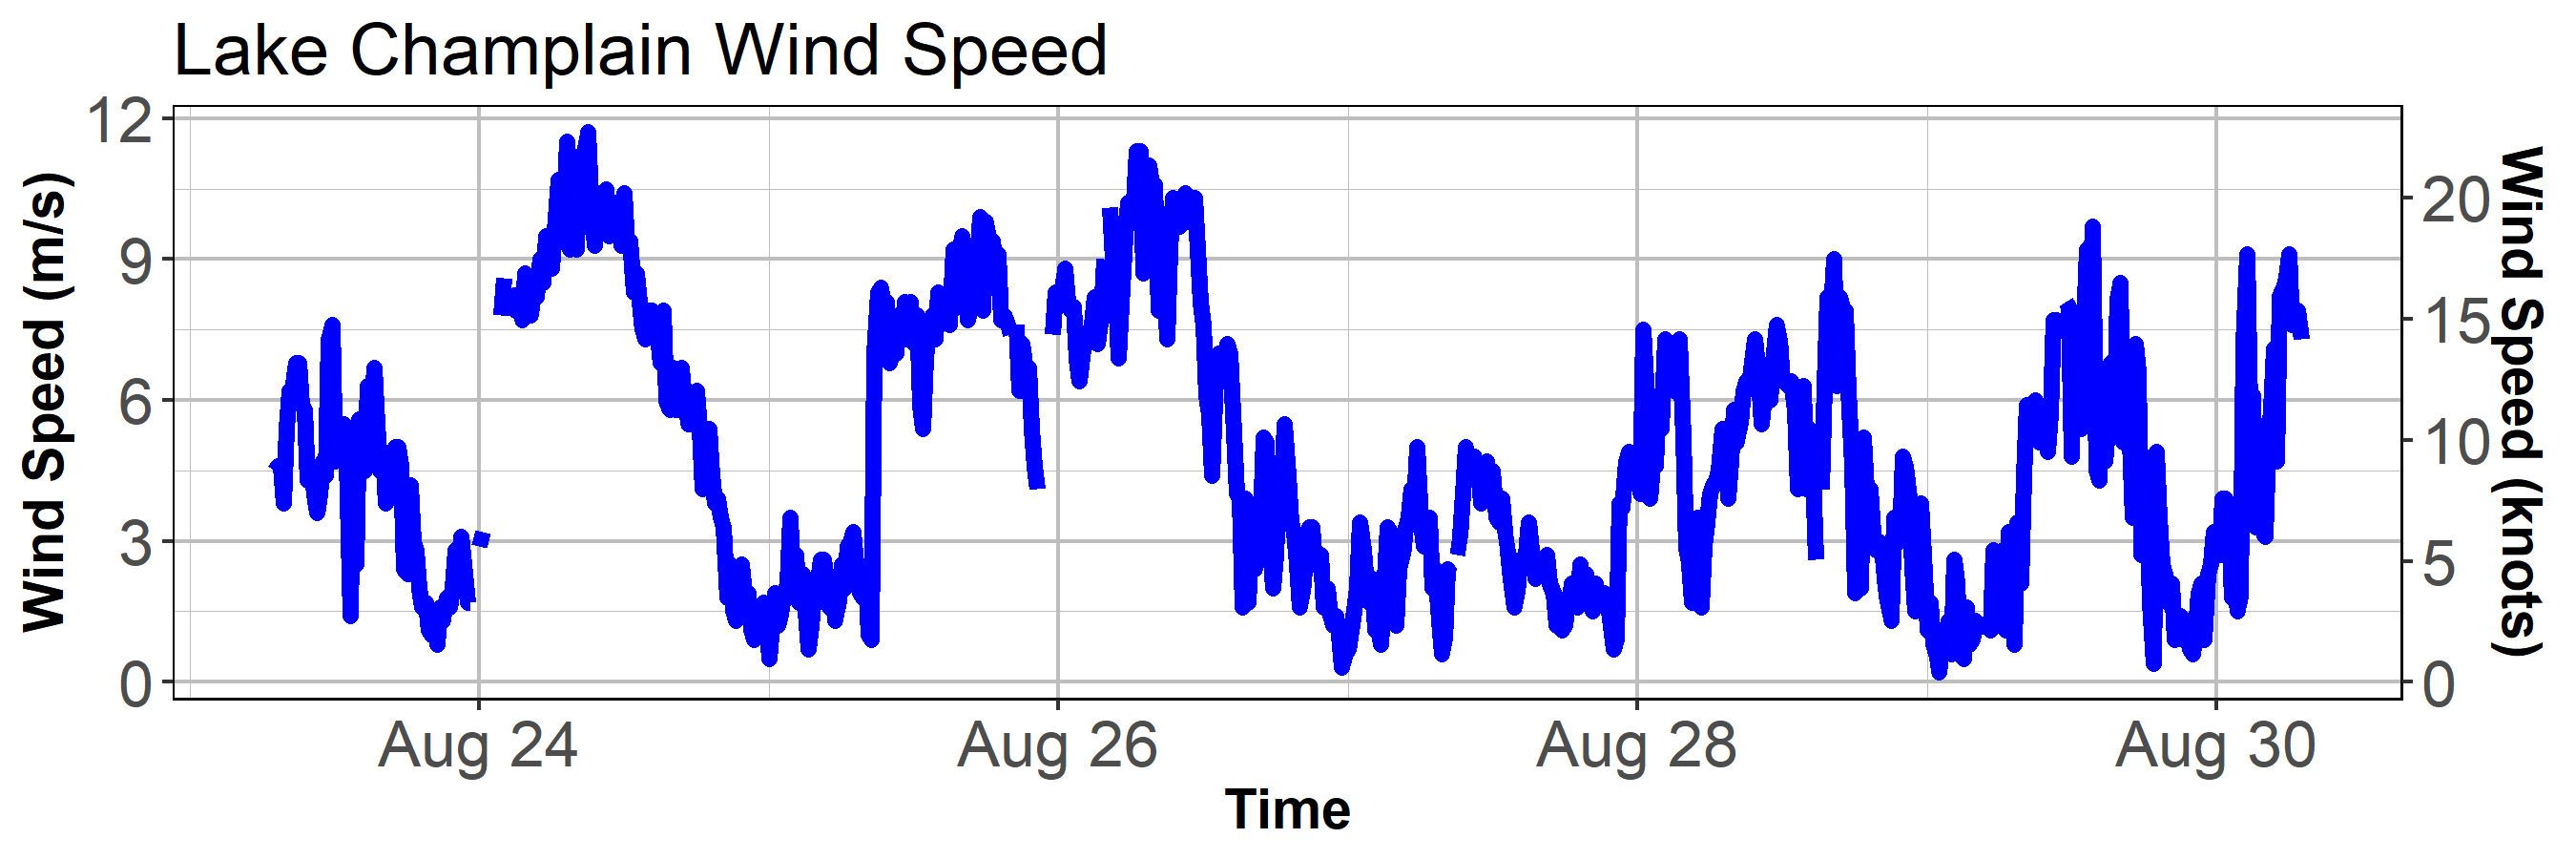 Lake Champlain Wind Speed
Wind Speed (m/s)
12
9
6
3
0
Wind Speed (knots)
20
15
10
5
0
Aug 24
Aug 26
Aug 28
Aug 30
Time